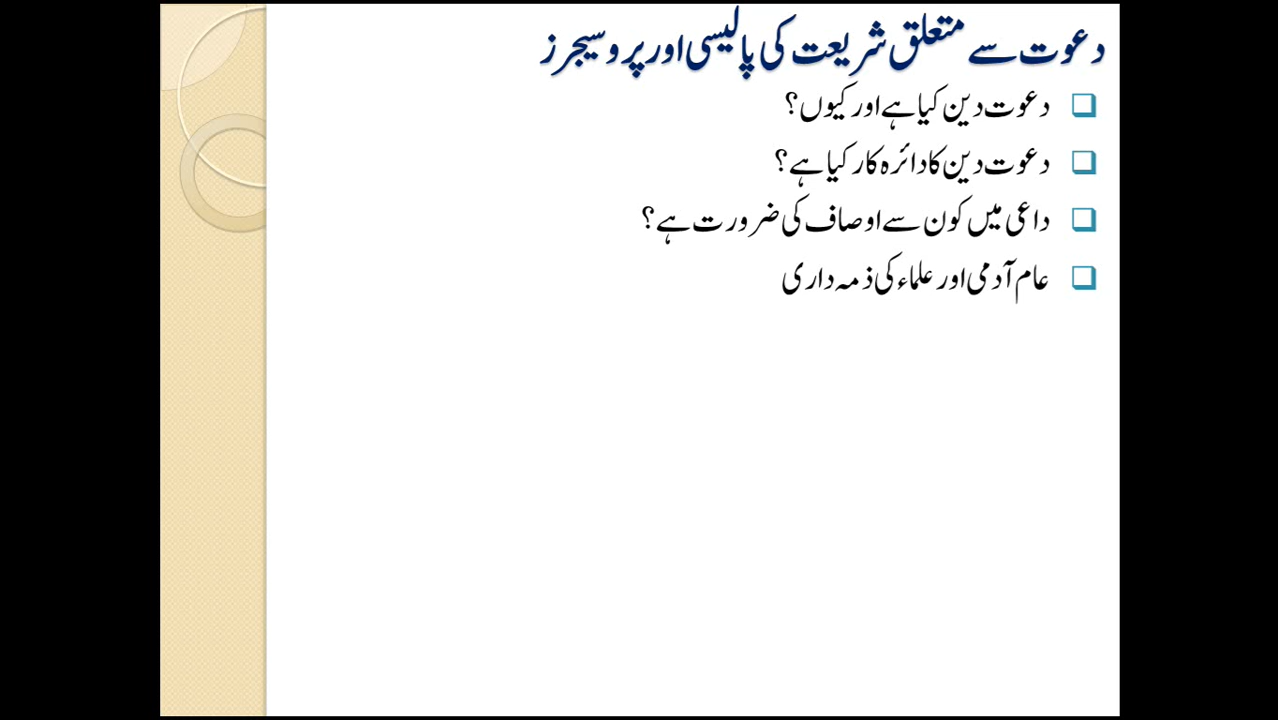 دعوت سے متعلق شریعت کی پالیسی اور پروسیجرز
دعوت دین کیا ہے اور کیوں؟
دعوت دین کا دائرہ کار کیا ہے؟
داعی میں کون سے اوصاف کی ضرورت ہے؟
عام آدمی اور علماء کی ذمہ داری